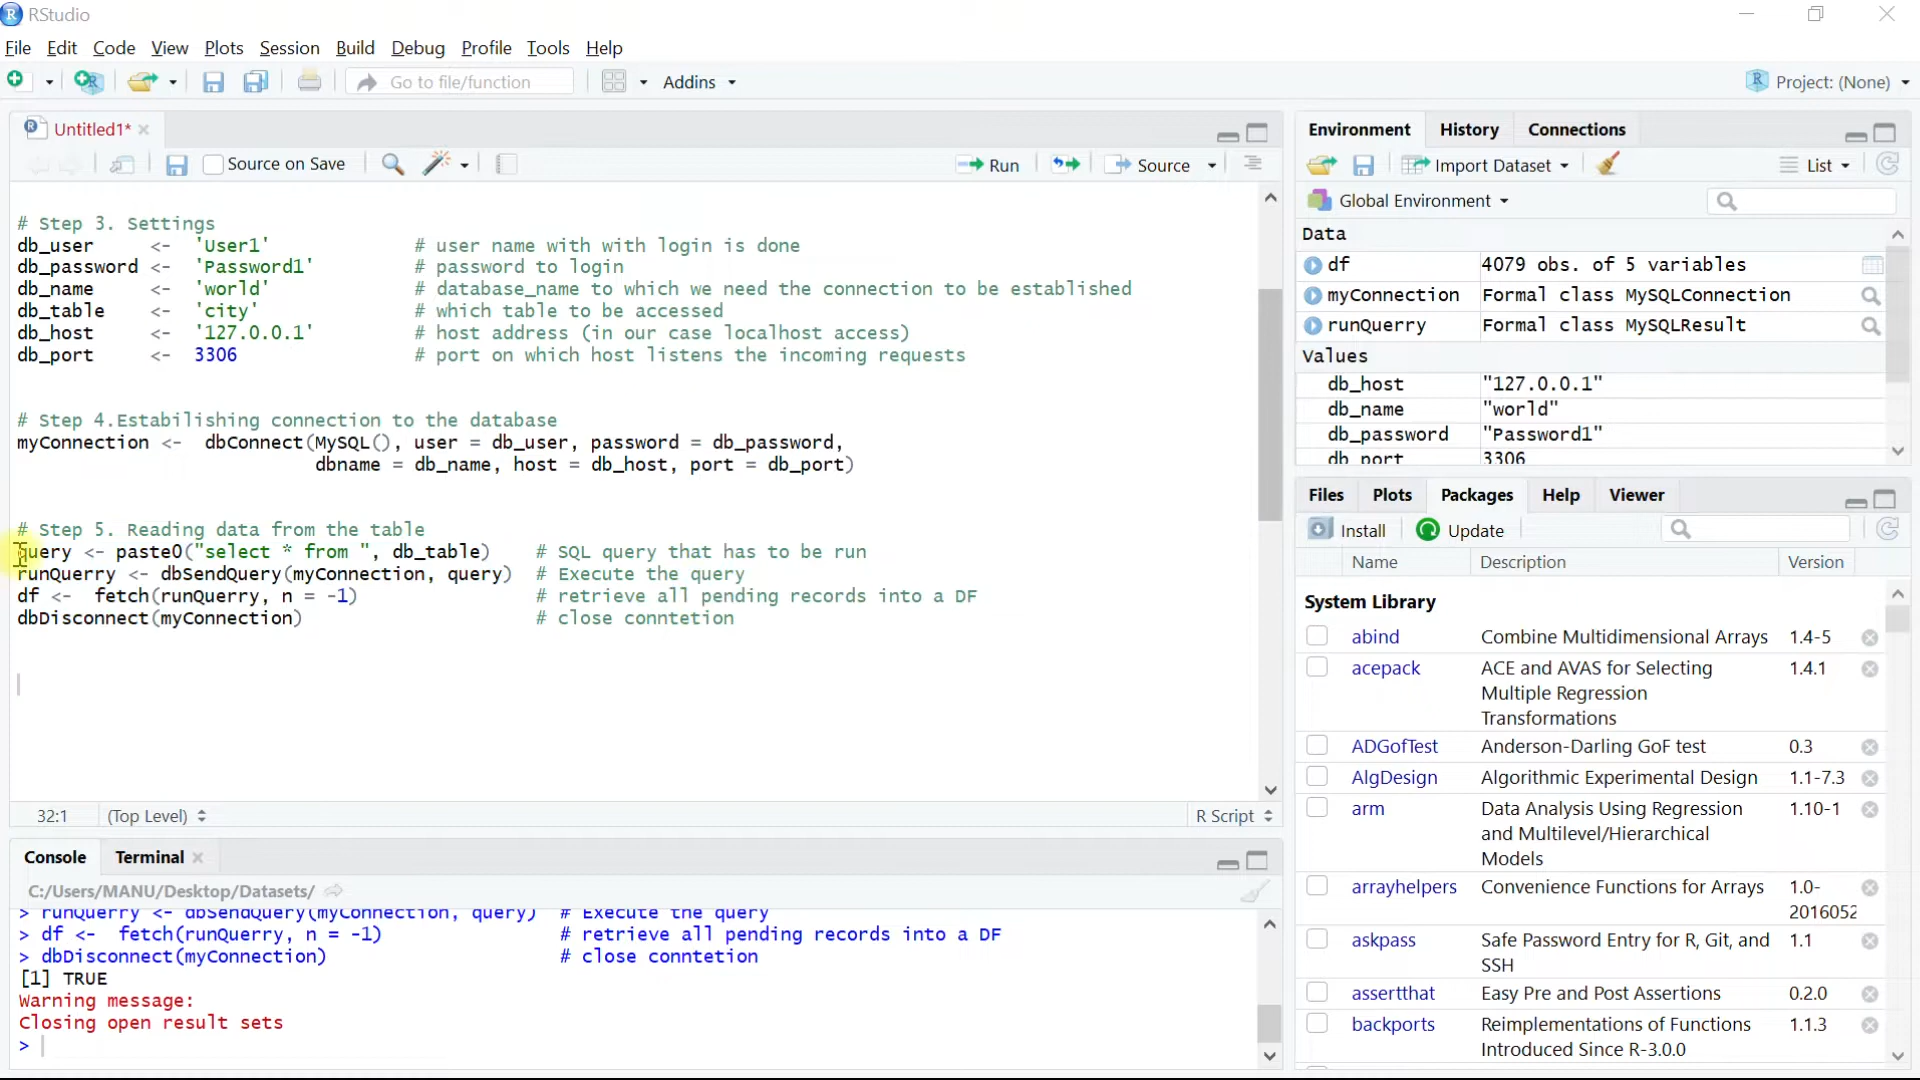 RStudio
File Edit Code View Plots Session Build Debug Profile Tools Help
Go to file/function Addins Project: (None)
Untitled1*
Source on Save Run Source
# Step 3. Settings
db_user <- 'User1' # user name with with login is done
db_password <- 'Password1' # password to login
db_name <- 'world' # database_name to which we need the connection to be established
db_table <- 'city' # which table to be accessed
db_host <- '127.0.0.1' # host address (in our case localhost access)
db_port <- 3306 # port on which host listens the incoming requests
# Step 4.Estabilishing connection to the database
myConnection <- dbConnect(MySQL(), user = db_user, password = db_password,
dbname = db_name, host = db_host, port = db_port)
# Step 5. Reading data from the table
query <- paste0("select * from ", db_table) # SQL query that has to be run
runQuerry <- dbSendQuery(myConnection, query) # Execute the query
df <- fetch(runQuerry, n = -1) # retrieve all pending records into a DF
dbDisconnect(myConnection) # close conntetion
32:1 (Top Level) R Script
Console Terminal
C:/Users/MANU/Desktop/Datasets/
> runQuerry <- dbSendQuery(myConnection, query) # Execute the query
> df <- fetch(runQuerry, n = -1) # retrieve all pending records into a DF
> dbDisconnect(myConnection) # close conntetion
[1] TRUE
Warning message:
Closing open result sets
>
Environment History Connections
Import Dataset List
Global Environment
Data
df 4079 obs. of 5 variables
myConnection Formal class MySQLConnection
runQuerry Formal class MySQLResult
Values
db_host "127.0.0.1"
db_name "world"
db_password "Password1"
db_port 3306
Files Plots Packages Help Viewer
Install Update
Name Description Version
System Library
abind Combine Multidimensional Arrays 1.4-5
acepack ACE and AVAS for Selecting 1.4.1
Multiple Regression
Transformations
ADGofTest Anderson-Darling GoF test 0.3
AlgDesign Algorithmic Experimental Design 1.1-7.3
arm Data Analysis Using Regression 1.10-1
and Multilevel/Hierarchical
Models
arrayhelpers Convenience Functions for Arrays 1.0-
2016052
askpass Safe Password Entry for R, Git, and 1.1
SSH
assertthat Easy Pre and Post Assertions 0.2.0
backports Reimplementations of Functions 1.1.3
Introduced Since R-3.0.0